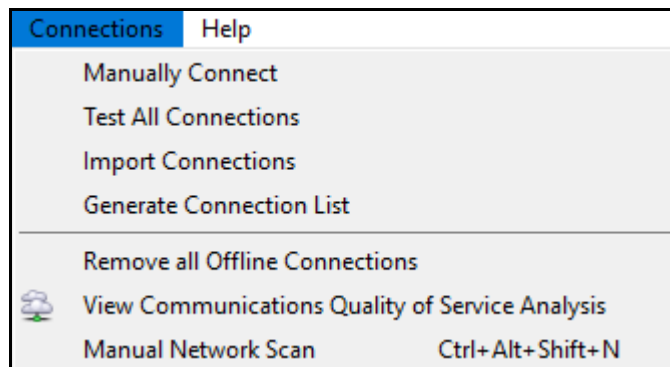 Connections Help
Manually Connect
Test All Connections
Import Connections
Generate Connection List
Remove all Offline Connections
View Communications Quality of Service Analysis
Manual Network Scan Ctrl+Alt+Shift+N